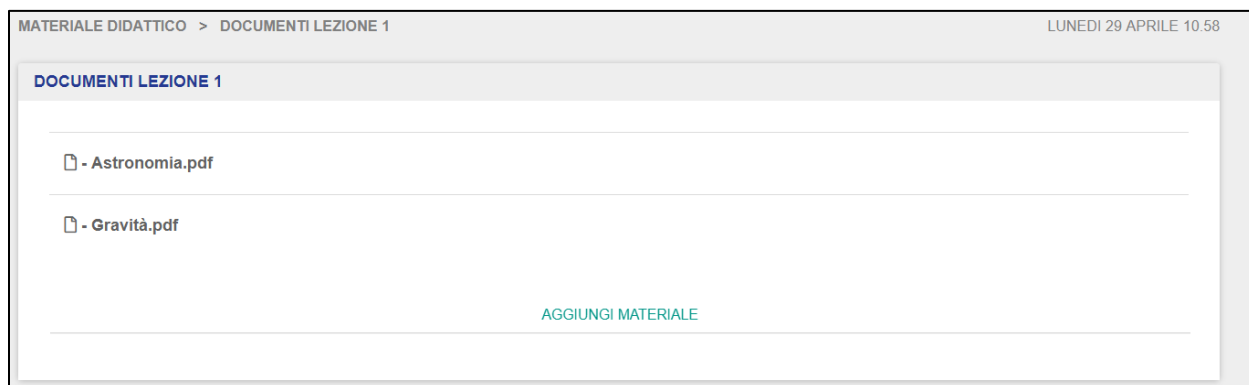 MATERIALE DIDATTICO > DOCUMENTI LEZIONE 1
LUNEDI 29 APRILE 10.58
DOCUMENTI LEZIONE 1
- Astronomia.pdf
- Gravità.pdf
AGGIUNGI MATERIALE